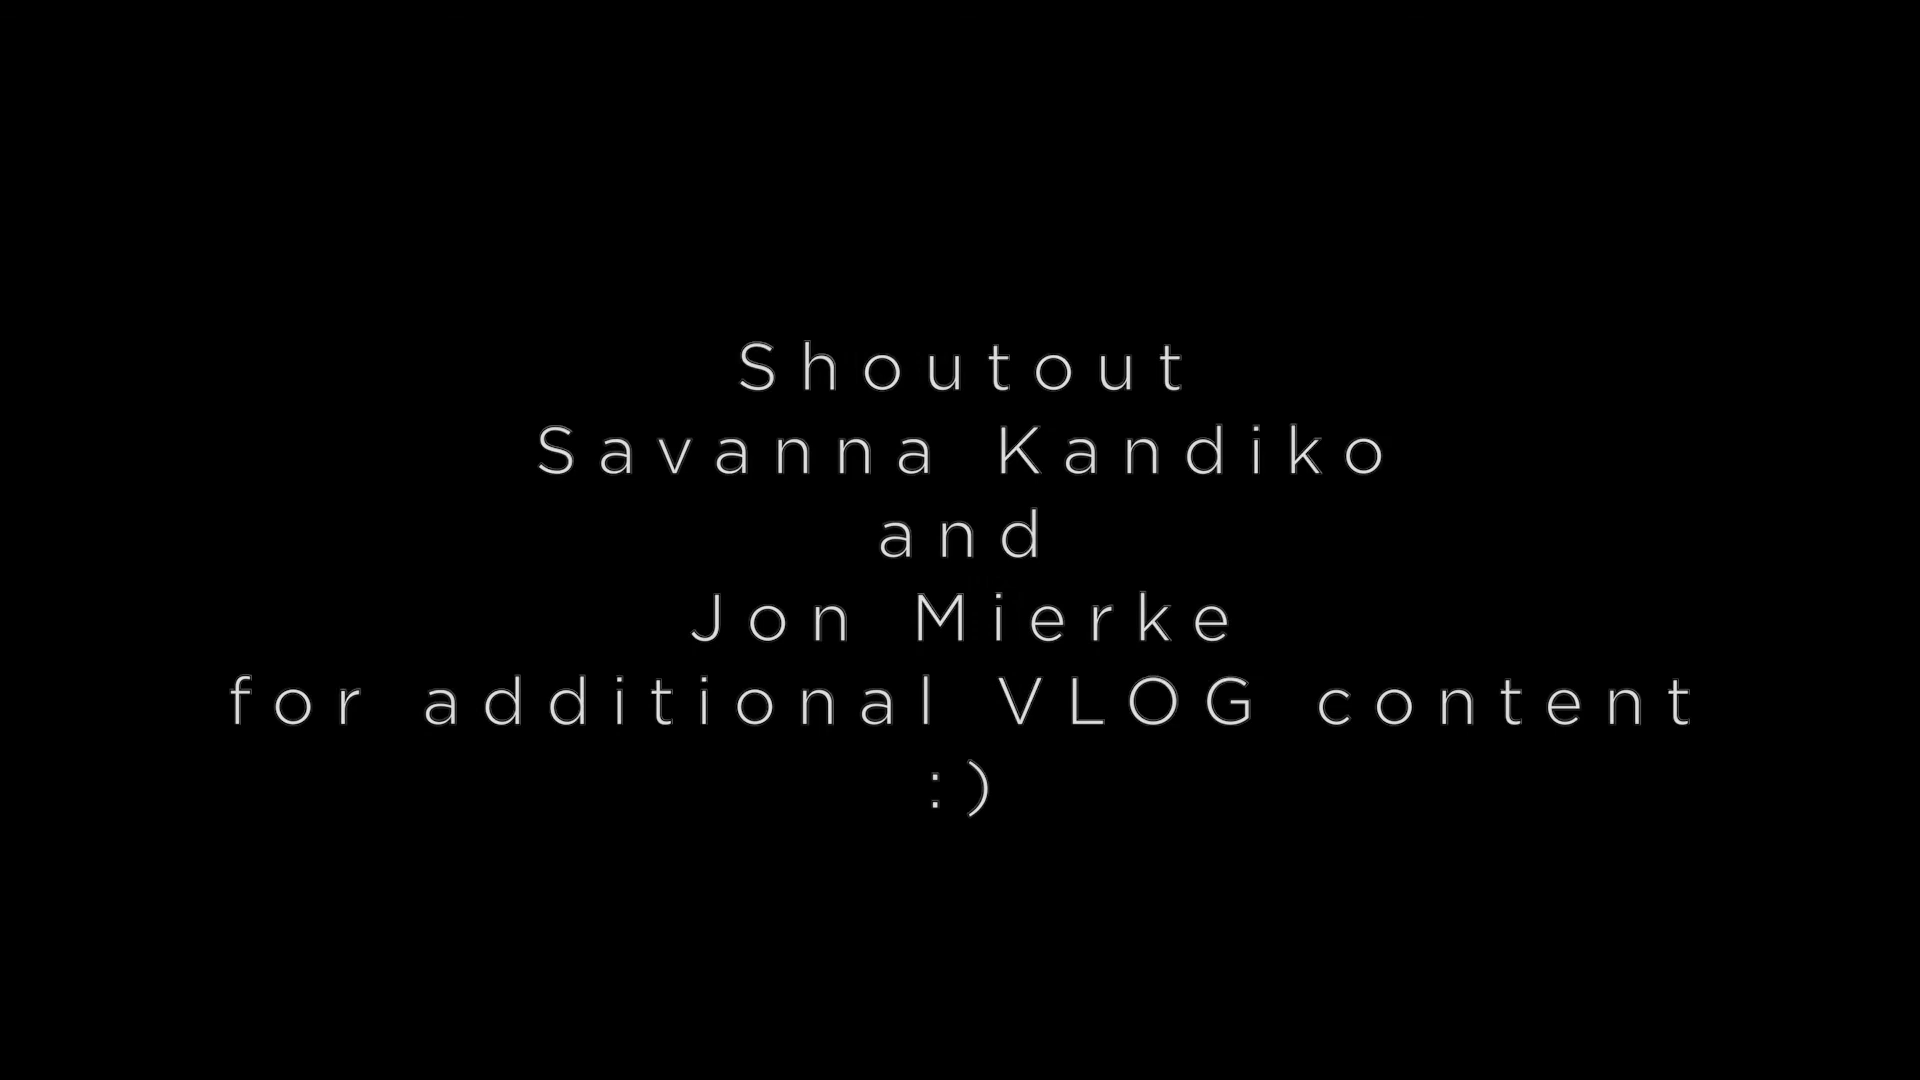 Shoutout
Savanna Kandiko
and
Jon Mierke
for additional VLOG content
:)